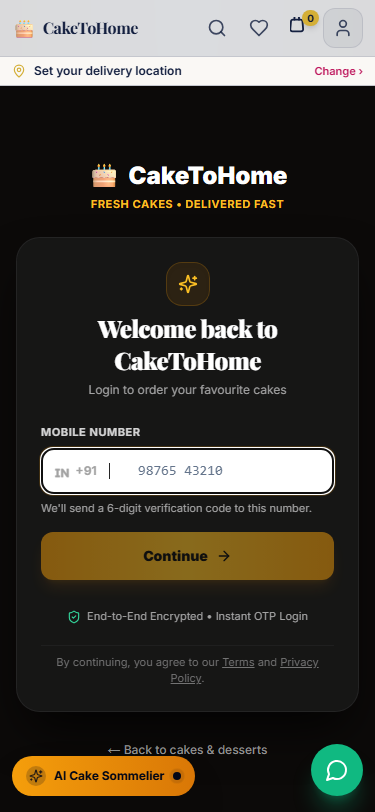 CakeToHome
0
Set your delivery location
Change ›
CakeToHome
FRESH CAKES • DELIVERED FAST
Welcome back to
CakeToHome
Login to order your favourite cakes
MOBILE NUMBER
IN +91 98765 43210
We'll send a 6-digit verification code to this number.
Continue →
End-to-End Encrypted • Instant OTP Login
By continuing, you agree to our Terms and Privacy
Policy.
← Back to cakes & desserts
AI Cake Sommelier